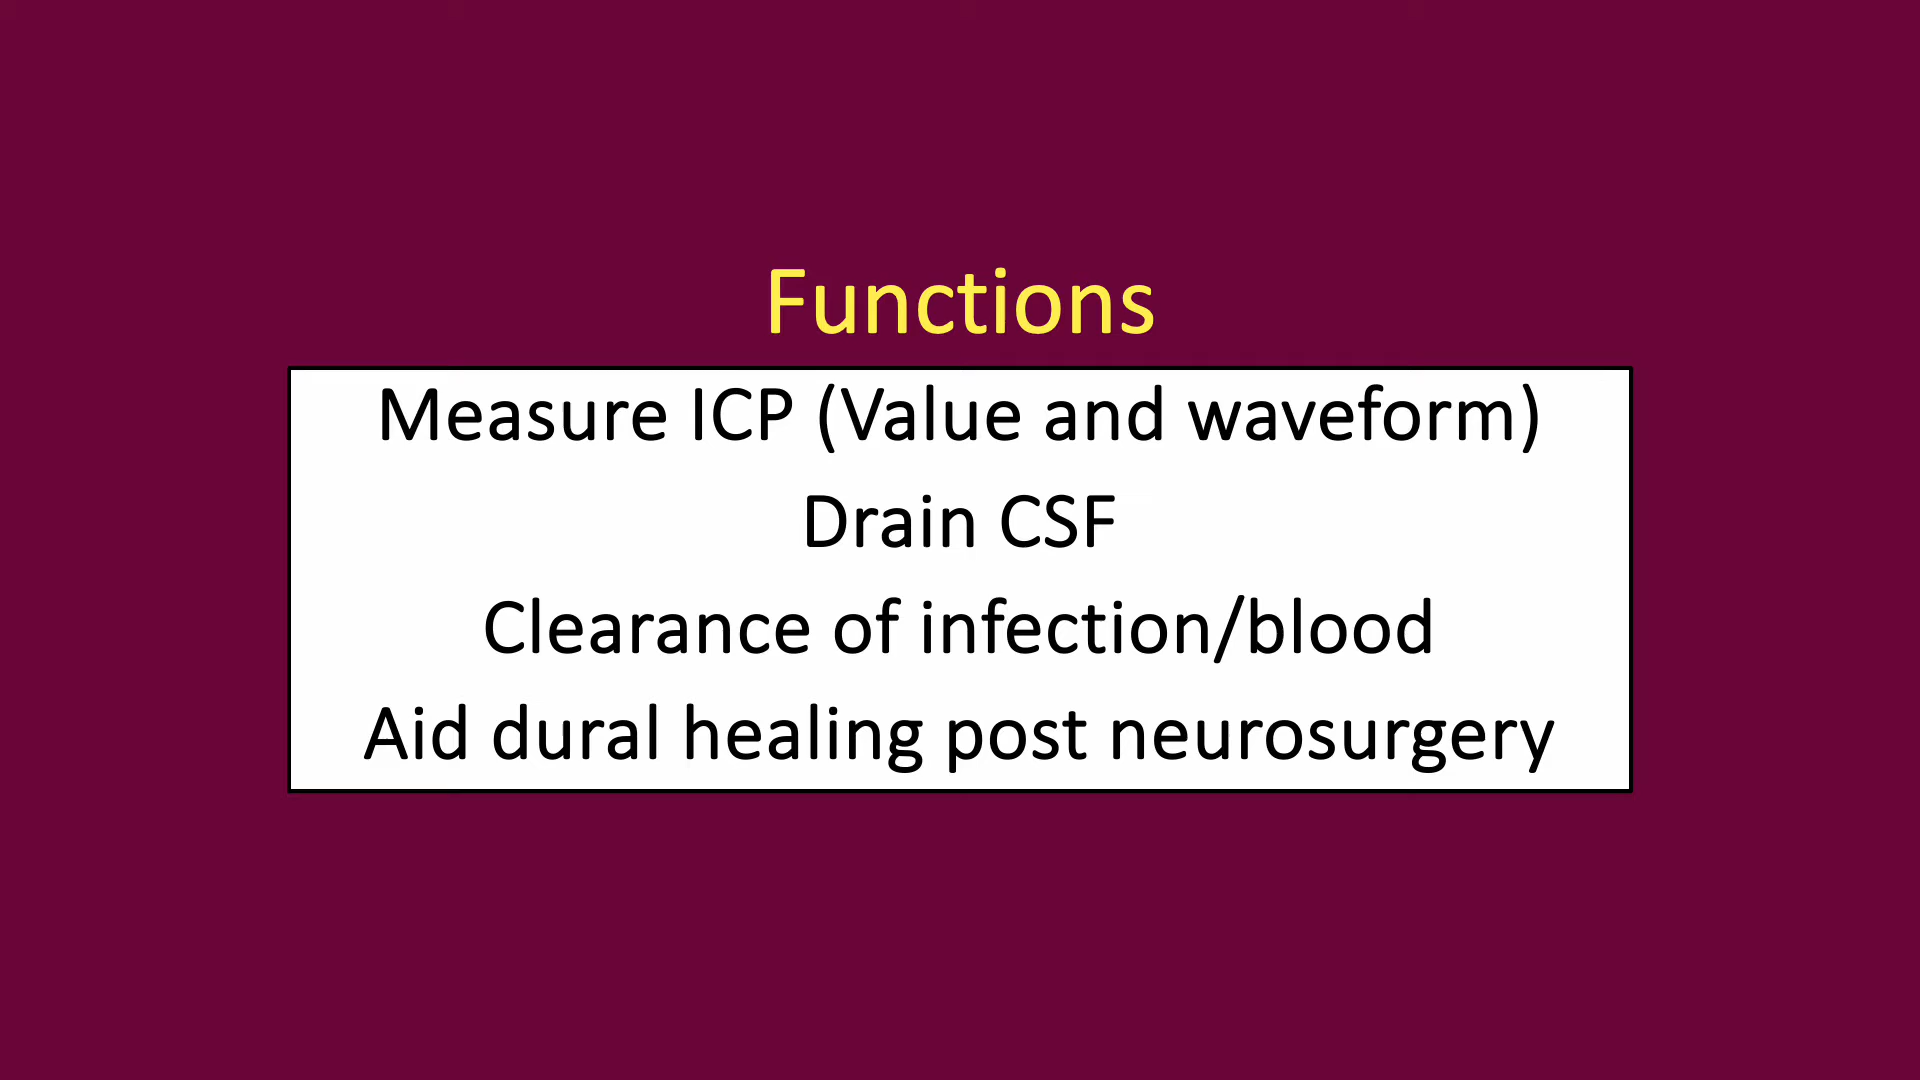 Functions
Measure ICP (Value and waveform)
Drain CSF
Clearance of infection/blood
Aid dural healing post neurosurgery